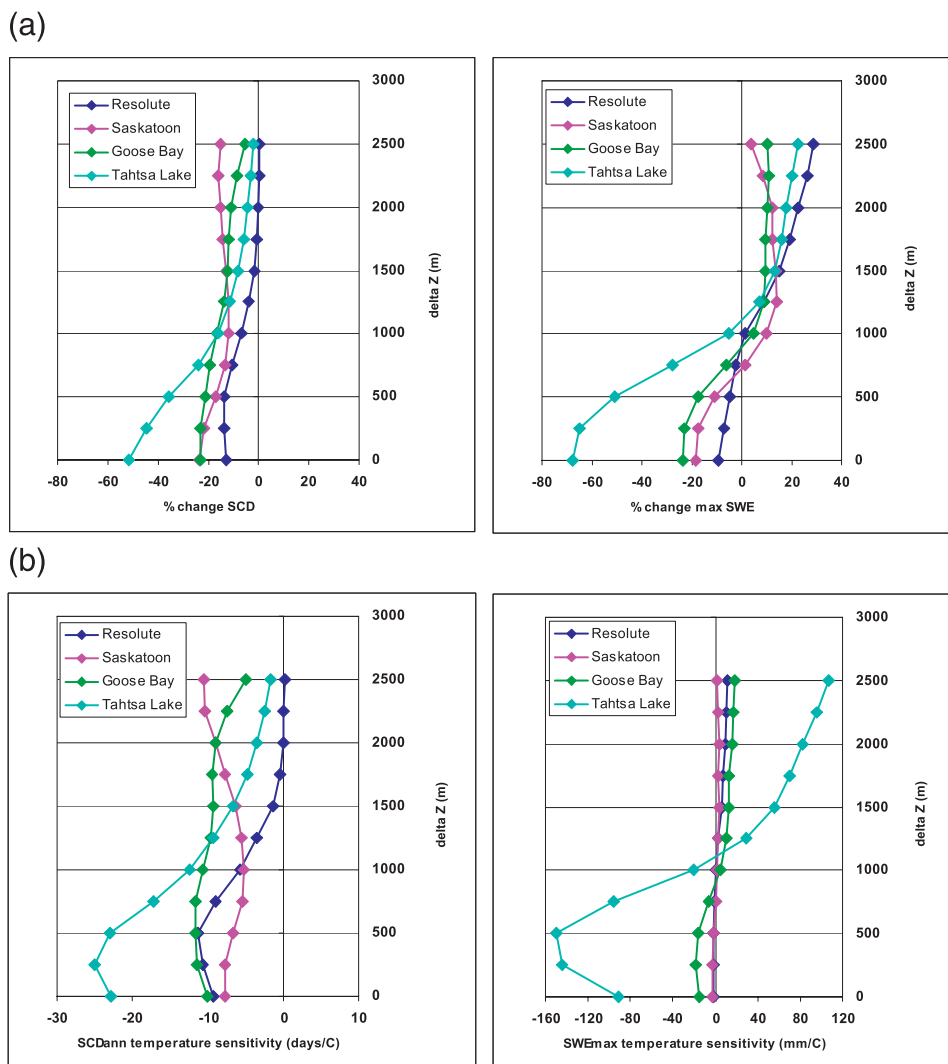 (a)
3000
2500
2000
1500
1000
500
0
delta Z (m)
Resolute
Saskatoon
Goose Bay
Tahtsa Lake
-80 -60 -40 -20 0 20 40
% change SCD
3000
2500
2000
1500
1000
500
0
delta Z (m)
Resolute
Saskatoon
Goose Bay
Tahtsa Lake
-80 -60 -40 -20 0 20 40
% change max SWE
(b)
3000
2500
2000
1500
1000
500
0
delta Z (m)
Resolute
Saskatoon
Goose Bay
Tahtsa Lake
-30 -20 -10 0 10
SCDann temperature sensitivity (days/C)
3000
2500
2000
1500
1000
500
0
delta Z (m)
Resolute
Saskatoon
Goose Bay
Tahtsa Lake
-160 -120 -80 -40 0 40 80 120
SWEmax temperature sensitivity (mm/C)